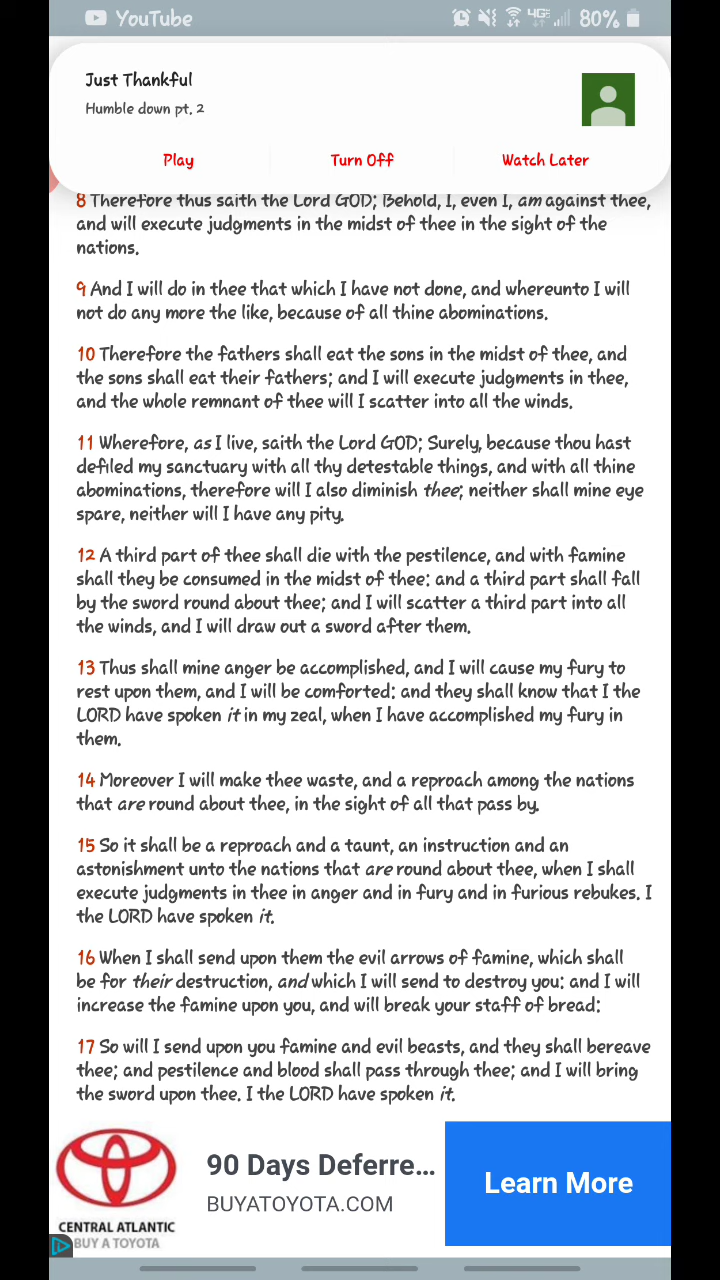 YouTube 4GE 80%
Just Thankful
Humble down pt. 2
Play Turn Off Watch Later
8 Therefore thus saith the Lord GOD; Behold, I, even I, am against thee,
and will execute judgments in the midst of thee in the sight of the
nations.
9 And I will do in thee that which I have not done, and whereunto I will
not do any more the like, because of all thine abominations.
10 Therefore the fathers shall eat the sons in the midst of thee, and
the sons shall eat their fathers; and I will execute judgments in thee,
and the whole remnant of thee will I scatter into all the winds.
11 Wherefore, as I live, saith the Lord GOD; Surely, because thou hast
defiled my sanctuary with all thy detestable things, and with all thine
abominations, therefore will I also diminish thee; neither shall mine eye
spare, neither will I have any pity.
12 A third part of thee shall die with the pestilence, and with famine
shall they be consumed in the midst of thee: and a third part shall fall
by the sword round about thee; and I will scatter a third part into all
the winds, and I will draw out a sword after them.
13 Thus shall mine anger be accomplished, and I will cause my fury to
rest upon them, and I will be comforted: and they shall know that I the
LORD have spoken it in my zeal, when I have accomplished my fury in
them.
14 Moreover I will make thee waste, and a reproach among the nations
that are round about thee, in the sight of all that pass by.
15 So it shall be a reproach and a taunt, an instruction and an
astonishment unto the nations that are round about thee, when I shall
execute judgments in thee in anger and in fury and in furious rebukes. I
the LORD have spoken it.
16 When I shall send upon them the evil arrows of famine, which shall
be for their destruction, and which I will send to destroy you: and I will
increase the famine upon you, and will break your staff of bread:
17 So will I send upon you famine and evil beasts, and they shall bereave
thee; and pestilence and blood shall pass through thee; and I will bring
the sword upon thee. I the LORD have spoken it.
90 Days Deferre...
BUYATOYOTA.COM
Learn More
CENTRAL ATLANTIC
BUY A TOYOTA